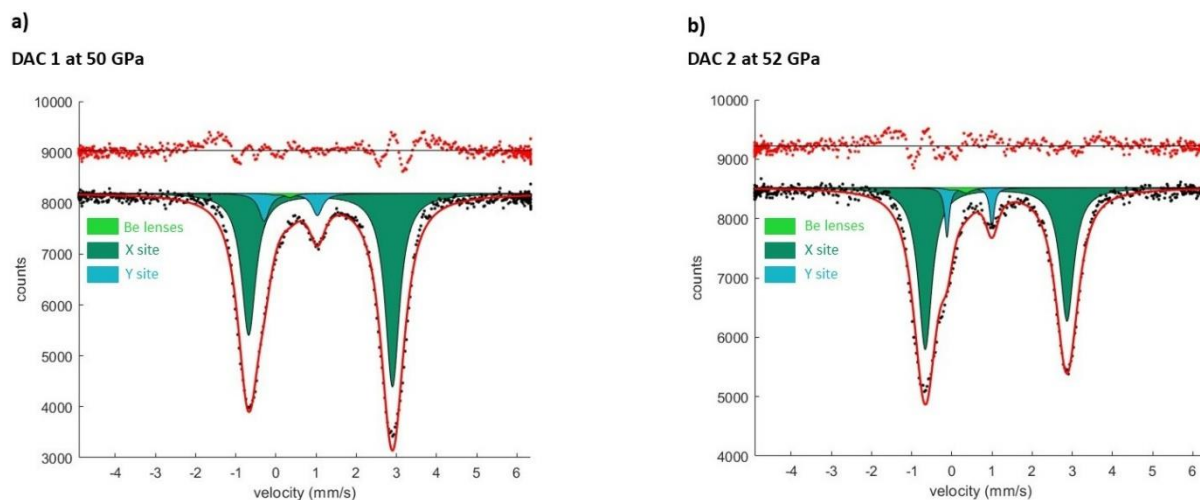 a)
DAC 1 at 50 GPa
10000
9000
8000
7000
6000
5000
4000
3000
counts
Be lenses
X site
Y site
-4 -3 -2 -1 0 1 2 3 4 5 6
velocity (mm/s)
b)
DAC 2 at 52 GPa
10000
9000
8000
7000
6000
5000
4000
counts
Be lenses
X site
Y site
-4 -3 -2 -1 0 1 2 3 4 5 6
velocity (mm/s)